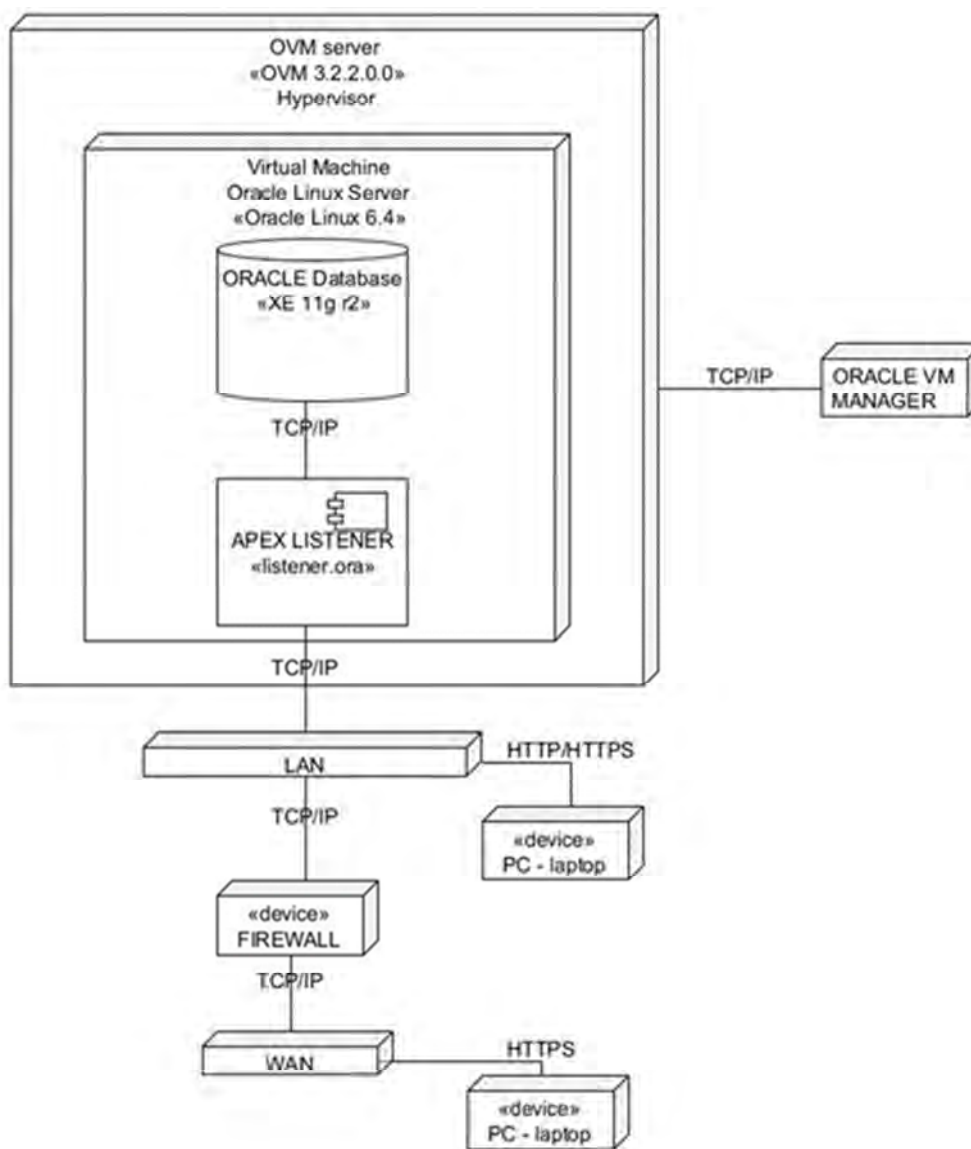 OVM server
«OVM 3.2.2.0.0»
Hypervisor
Virtual Machine
Oracle Linux Server
«Oracle Linux 6.4»
ORACLE Database
«XE 11g r2»
TCP/IP
APEX LISTENER
«listener.ora»
TCP/IP
TCP/IP
ORACLE VM
MANAGER
LAN
HTTP/HTTPS
«device»
PC - laptop
TCP/IP
«device»
FIREWALL
TCP/IP
WAN
HTTPS
«device»
PC - laptop